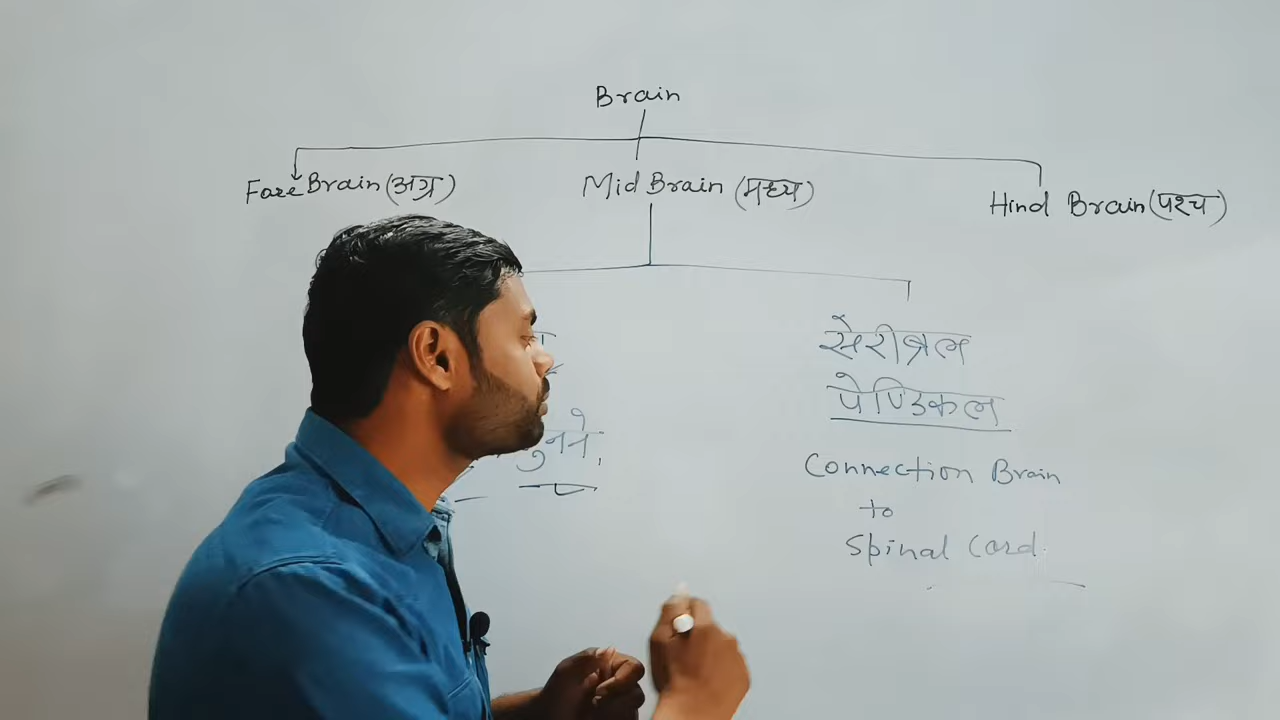 Brain
Fore Brain (अग्र)
Mid Brain (मध्य)
Hind Brain (पश्च)
सेरीब्रल
पेण्डिकल
Connection Brain
to
Spinal Cord.